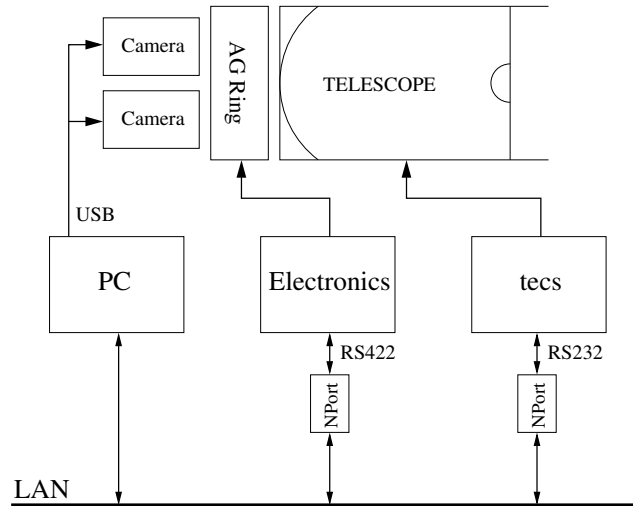 Camera
AG Ring
TELESCOPE
Camera
USB
PC
Electronics
tecs
RS422
RS232
NPort
NPort
LAN